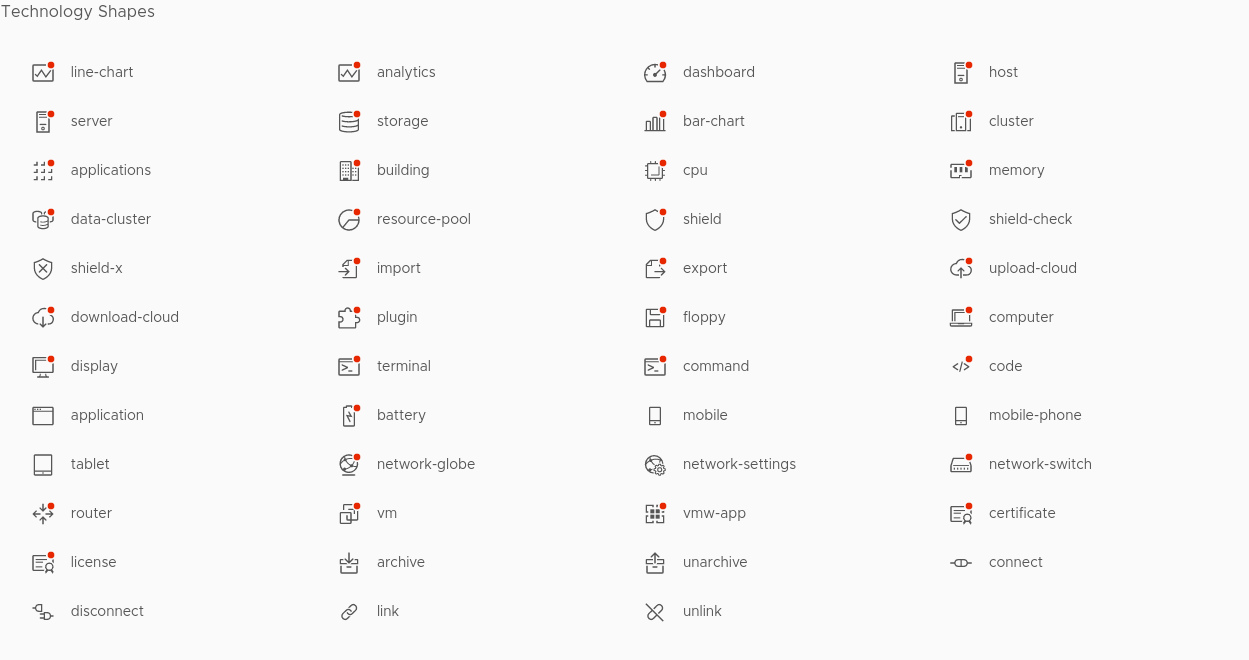 Technology Shapes
line-chart analytics dashboard host
server storage bar-chart cluster
applications building cpu memory
data-cluster resource-pool shield shield-check
shield-x import export upload-cloud
download-cloud plugin floppy computer
display terminal command code
application battery mobile mobile-phone
tablet network-globe network-settings network-switch
router vm vmw-app certificate
license archive unarchive connect
disconnect link unlink